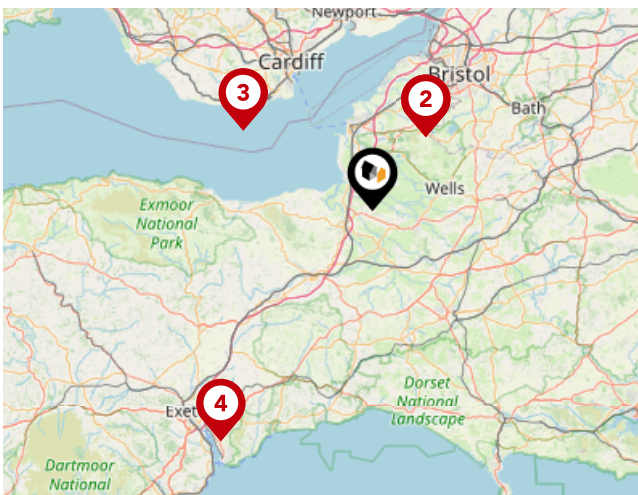 Newport
Cardiff
3
Bristol
2
Bath
Wells
Exmoor
National
Park
Dorset
National
Landscape
4
Exet
Dartmoor
National